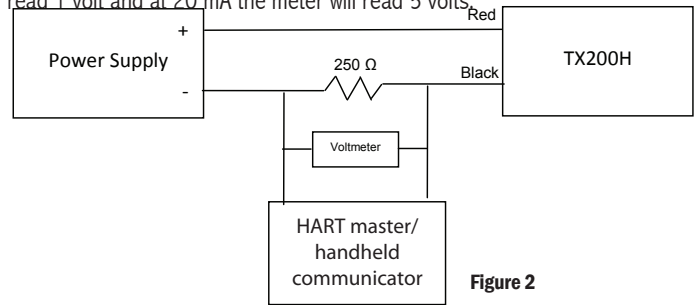 read 1 volt and at 20 mA the meter will read 5 volts.
Red
+
Power Supply
TX200H
250 Ω
Black
-
Voltmeter
HART master/
handheld
communicator
Figure 2